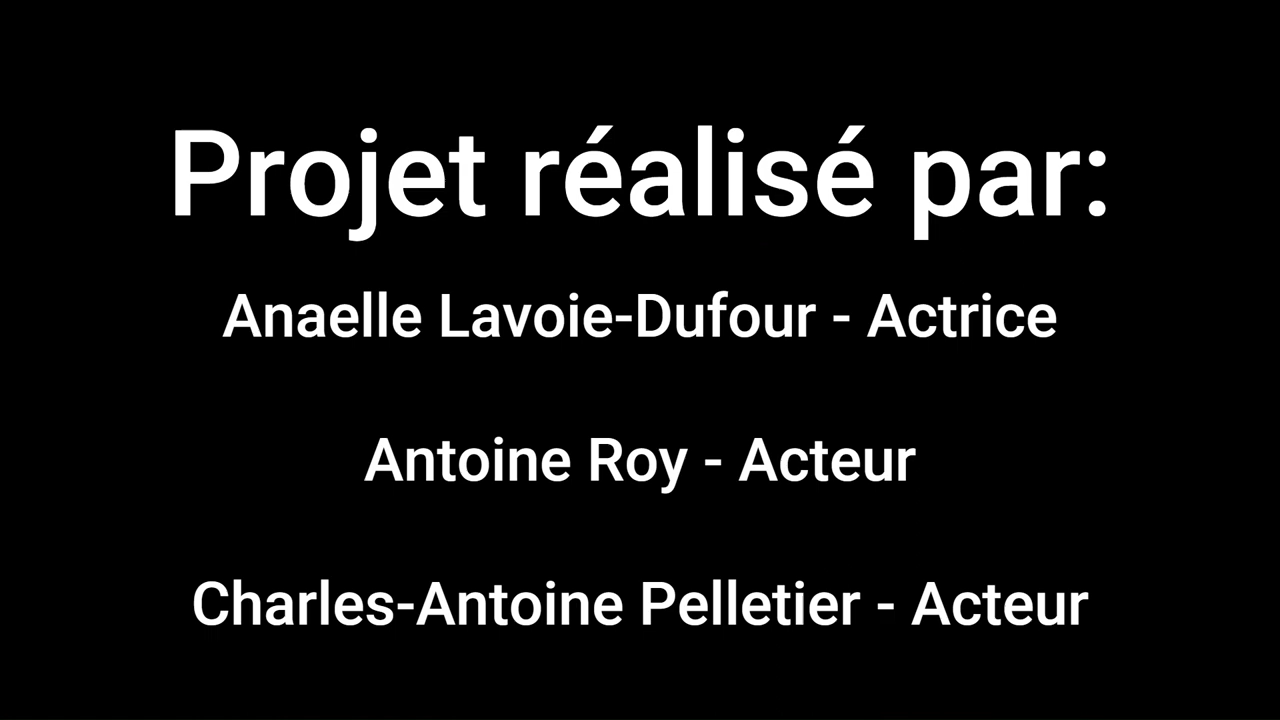 Projet réalisé par:
Anaelle Lavoie-Dufour - Actrice
Antoine Roy - Acteur
Charles-Antoine Pelletier - Acteur